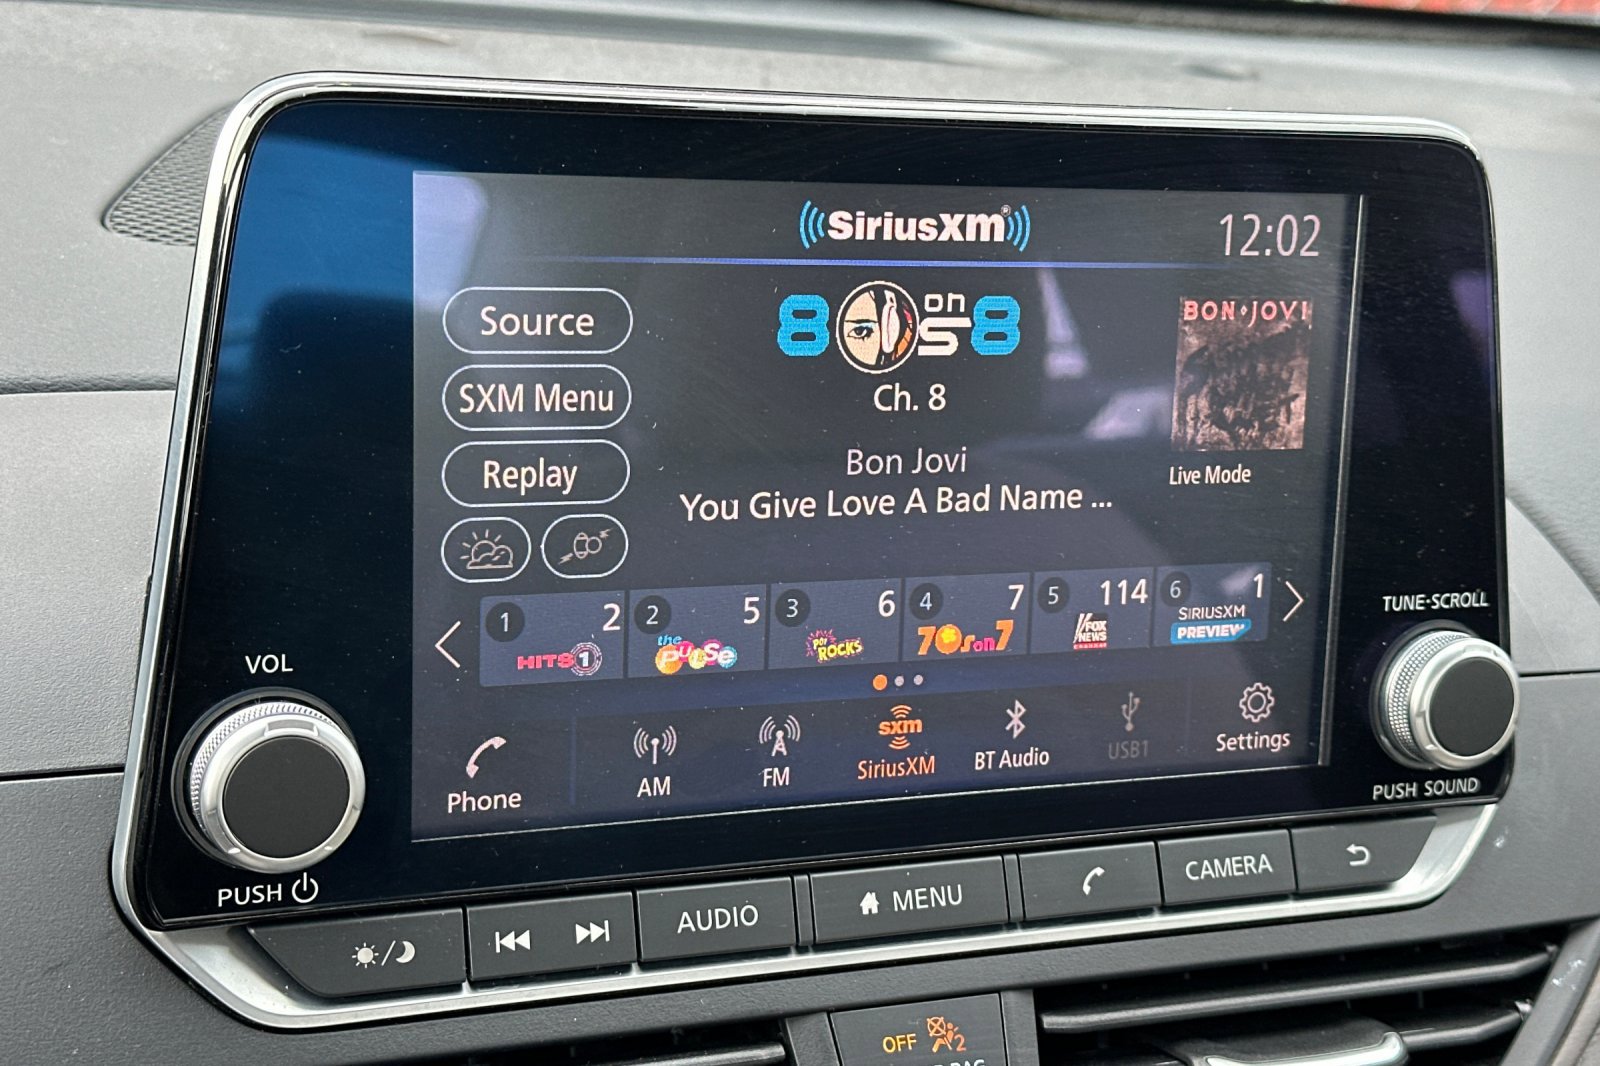 SiriusXM®
12:02
Source
SXM Menu
Replay
80s on 8
Ch. 8
Bon Jovi
You Give Love A Bad Name ...
BON JOVI
Live Mode
1 2
HITS 1
2 5
the PULSE
3 6
POP ROCKS
4 7
70s on 7
5 114
FOX NEWS
6 1
SIRIUSXM
PREVIEW
Phone
AM
FM
sxm
SiriusXM
BT Audio
USB1
Settings
VOL
PUSH
TUNE·SCROLL
PUSH SOUND
AUDIO
MENU
CAMERA
OFF
2